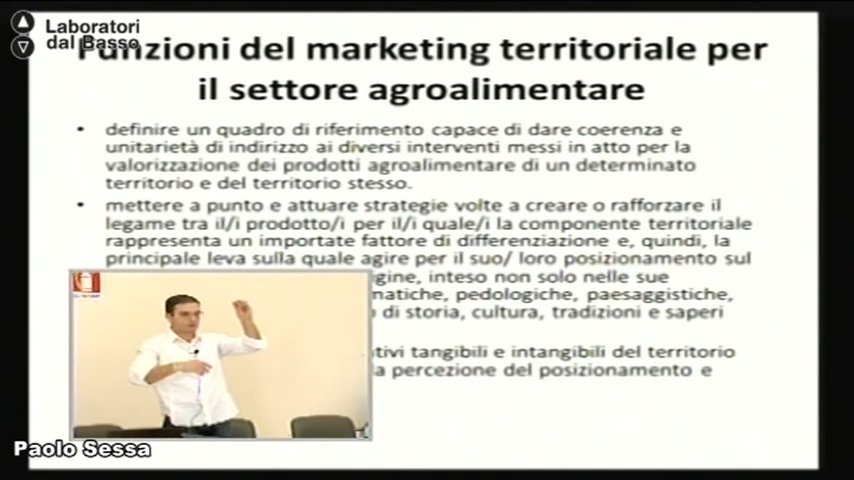 Laboratori
dal Basso
Funzioni del marketing territoriale per
il settore agroalimentare
• definire un quadro di riferimento capace di dare coerenza e
unitarietà di indirizzo ai diversi interventi messi in atto per la
valorizzazione dei prodotti agroalimentare di un determinato
territorio e del territorio stesso.
• mettere a punto e attuare strategie volte a creare o rafforzare il
legame tra il/i prodotto/i per il/i quale/i la componente territoriale
rappresenta un importate fattore di differenziazione e, quindi, la
principale leva sulla quale agire per il suo/ loro posizionamento sul
gine, inteso non solo nelle sue
matiche, pedologiche, paesaggistiche,
di storia, cultura, tradizioni e saperi
tivi tangibili e intangibili del territorio
a percezione del posizionamento e
Paolo Sessa